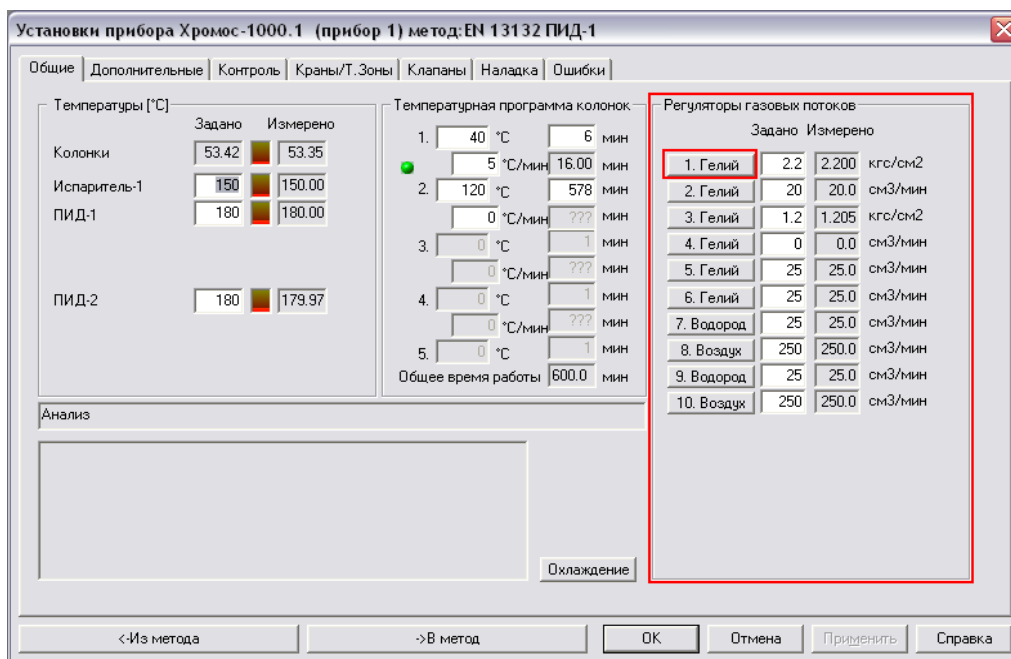 Установки прибора Хромос-1000.1 (прибор 1) метод:EN 13132 ПИД-1
Общие Дополнительные Контроль Краны/Т.Зоны Клапаны Наладка Ошибки
Температуры [°C]
Задано Измерено
Колонки 53.42 53.35
Испаритель-1 150 150.00
ПИД-1 180 180.00
ПИД-2 180 179.97
Температурная программа колонок
1. 40 °C 6 мин
5 °C/мин 16.00 мин
2. 120 °C 578 мин
0 °C/мин ??? мин
3. 0 °C 1 мин
0 °C/мин ??? мин
4. 0 °C 1 мин
0 °C/мин ??? мин
5. 0 °C 1 мин
Общее время работы 600.0 мин
Регуляторы газовых потоков
Задано Измерено
1. Гелий 2.2 2.200 кгс/см2
2. Гелий 20 20.0 см3/мин
3. Гелий 1.2 1.205 кгс/см2
4. Гелий 0 0.0 см3/мин
5. Гелий 25 25.0 см3/мин
6. Гелий 25 25.0 см3/мин
7. Водород 25 25.0 см3/мин
8. Воздух 250 250.0 см3/мин
9. Водород 25 25.0 см3/мин
10. Воздух 250 250.0 см3/мин
Анализ
Охлаждение
<-Из метода ->В метод OK Отмена Применить Справка